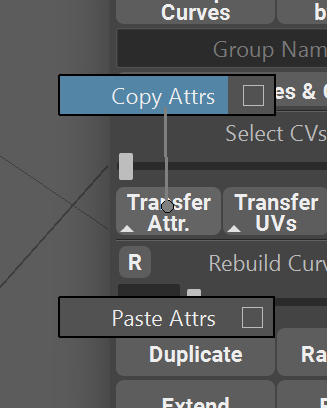 Curves
Group Nam
Copy Attrs
es & C
Select CVs
Transfer
Attr.
Transfer
UVs
R
Rebuild Curv
Paste Attrs
Duplicate
Ra
Extend